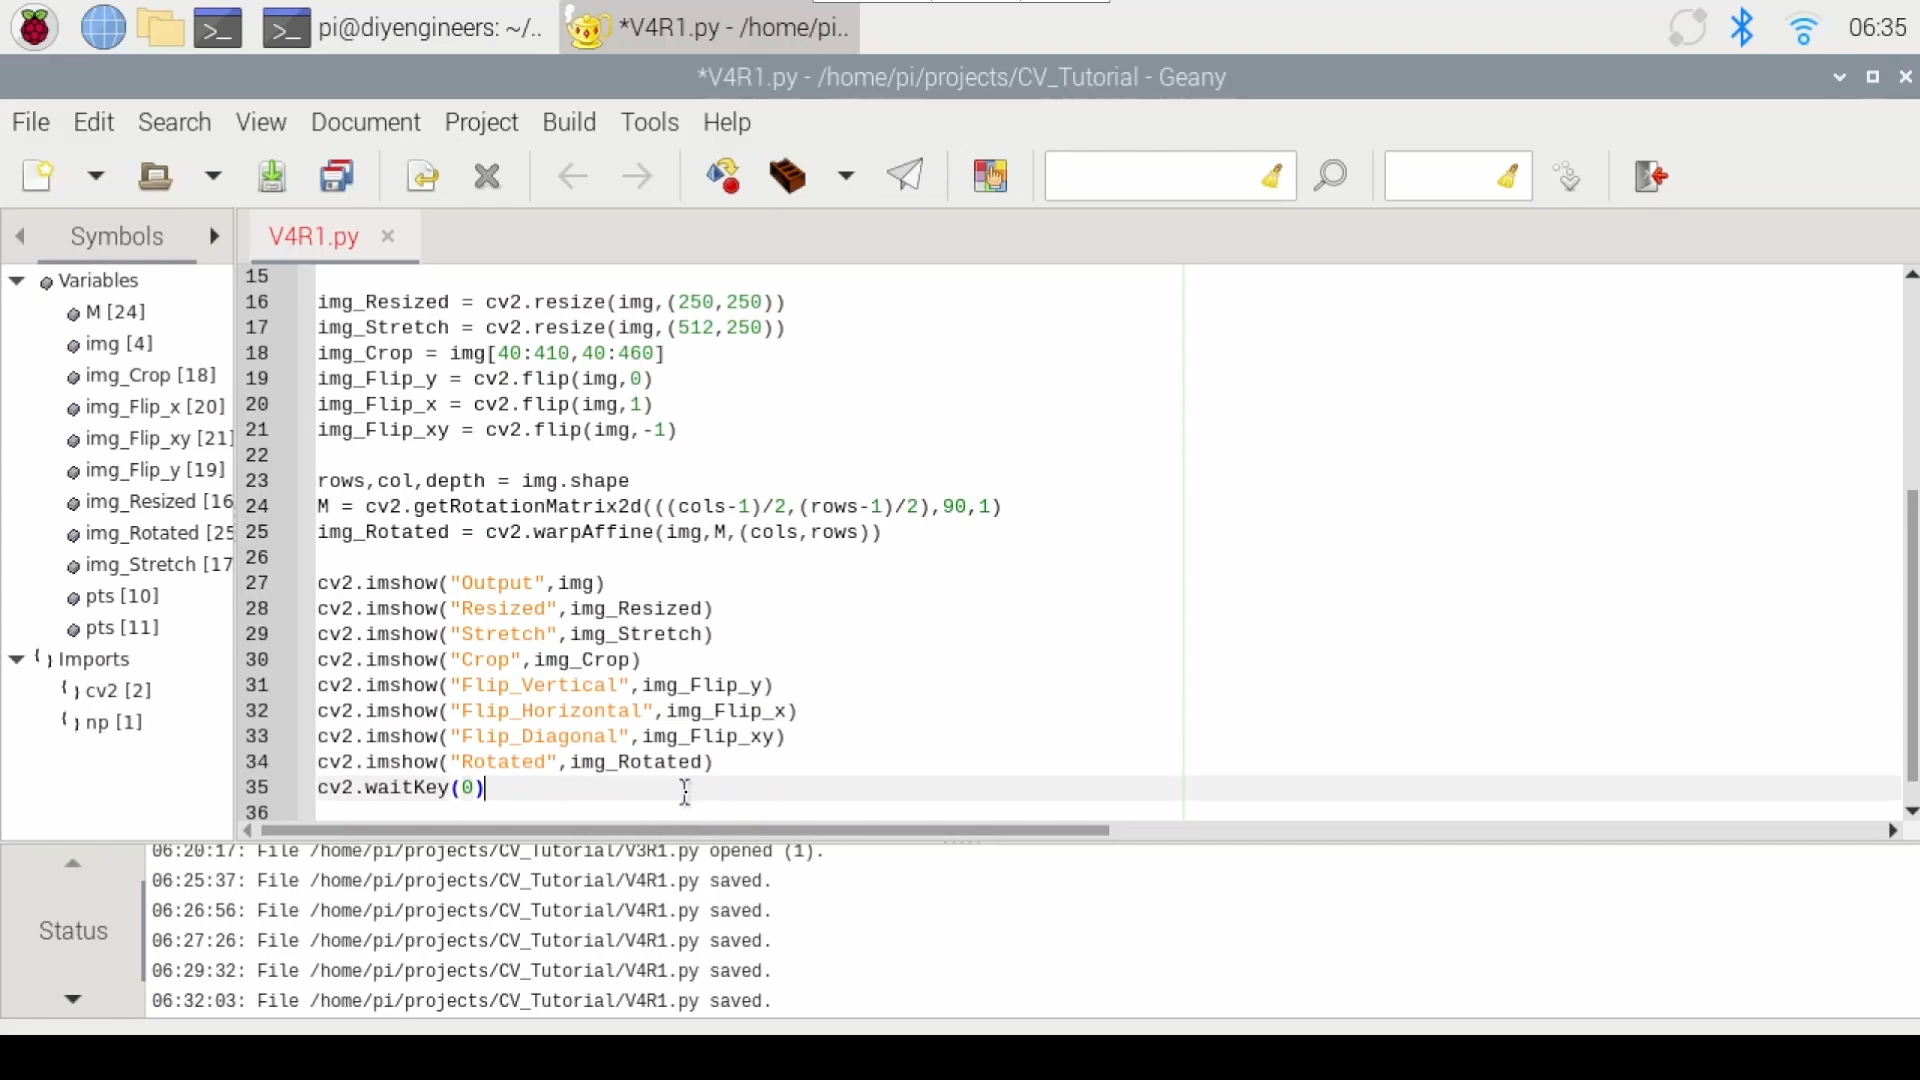 pi@diyengineers: ~/..
*V4R1.py - /home/pi..
06:35
*V4R1.py - /home/pi/projects/CV_Tutorial - Geany
File Edit Search View Document Project Build Tools Help
Symbols
V4R1.py
Variables
M [24]
img [4]
img_Crop [18]
img_Flip_x [20]
img_Flip_xy [21]
img_Flip_y [19]
img_Resized [16
img_Rotated [25
img_Stretch [17
pts [10]
pts [11]
Imports
cv2 [2]
np [1]
15
16 img_Resized = cv2.resize(img,(250,250))
17 img_Stretch = cv2.resize(img,(512,250))
18 img_Crop = img[40:410,40:460]
19 img_Flip_y = cv2.flip(img,0)
20 img_Flip_x = cv2.flip(img,1)
21 img_Flip_xy = cv2.flip(img,-1)
22
23 rows,col,depth = img.shape
24 M = cv2.getRotationMatrix2d(((cols-1)/2,(rows-1)/2),90,1)
25 img_Rotated = cv2.warpAffine(img,M,(cols,rows))
26
27 cv2.imshow("Output",img)
28 cv2.imshow("Resized",img_Resized)
29 cv2.imshow("Stretch",img_Stretch)
30 cv2.imshow("Crop",img_Crop)
31 cv2.imshow("Flip_Vertical",img_Flip_y)
32 cv2.imshow("Flip_Horizontal",img_Flip_x)
33 cv2.imshow("Flip_Diagonal",img_Flip_xy)
34 cv2.imshow("Rotated",img_Rotated)
35 cv2.waitKey(0)
36
Status
06:20:17: File /home/pi/projects/CV_Tutorial/V3R1.py opened (1).
06:25:37: File /home/pi/projects/CV_Tutorial/V4R1.py saved.
06:26:56: File /home/pi/projects/CV_Tutorial/V4R1.py saved.
06:27:26: File /home/pi/projects/CV_Tutorial/V4R1.py saved.
06:29:32: File /home/pi/projects/CV_Tutorial/V4R1.py saved.
06:32:03: File /home/pi/projects/CV_Tutorial/V4R1.py saved.